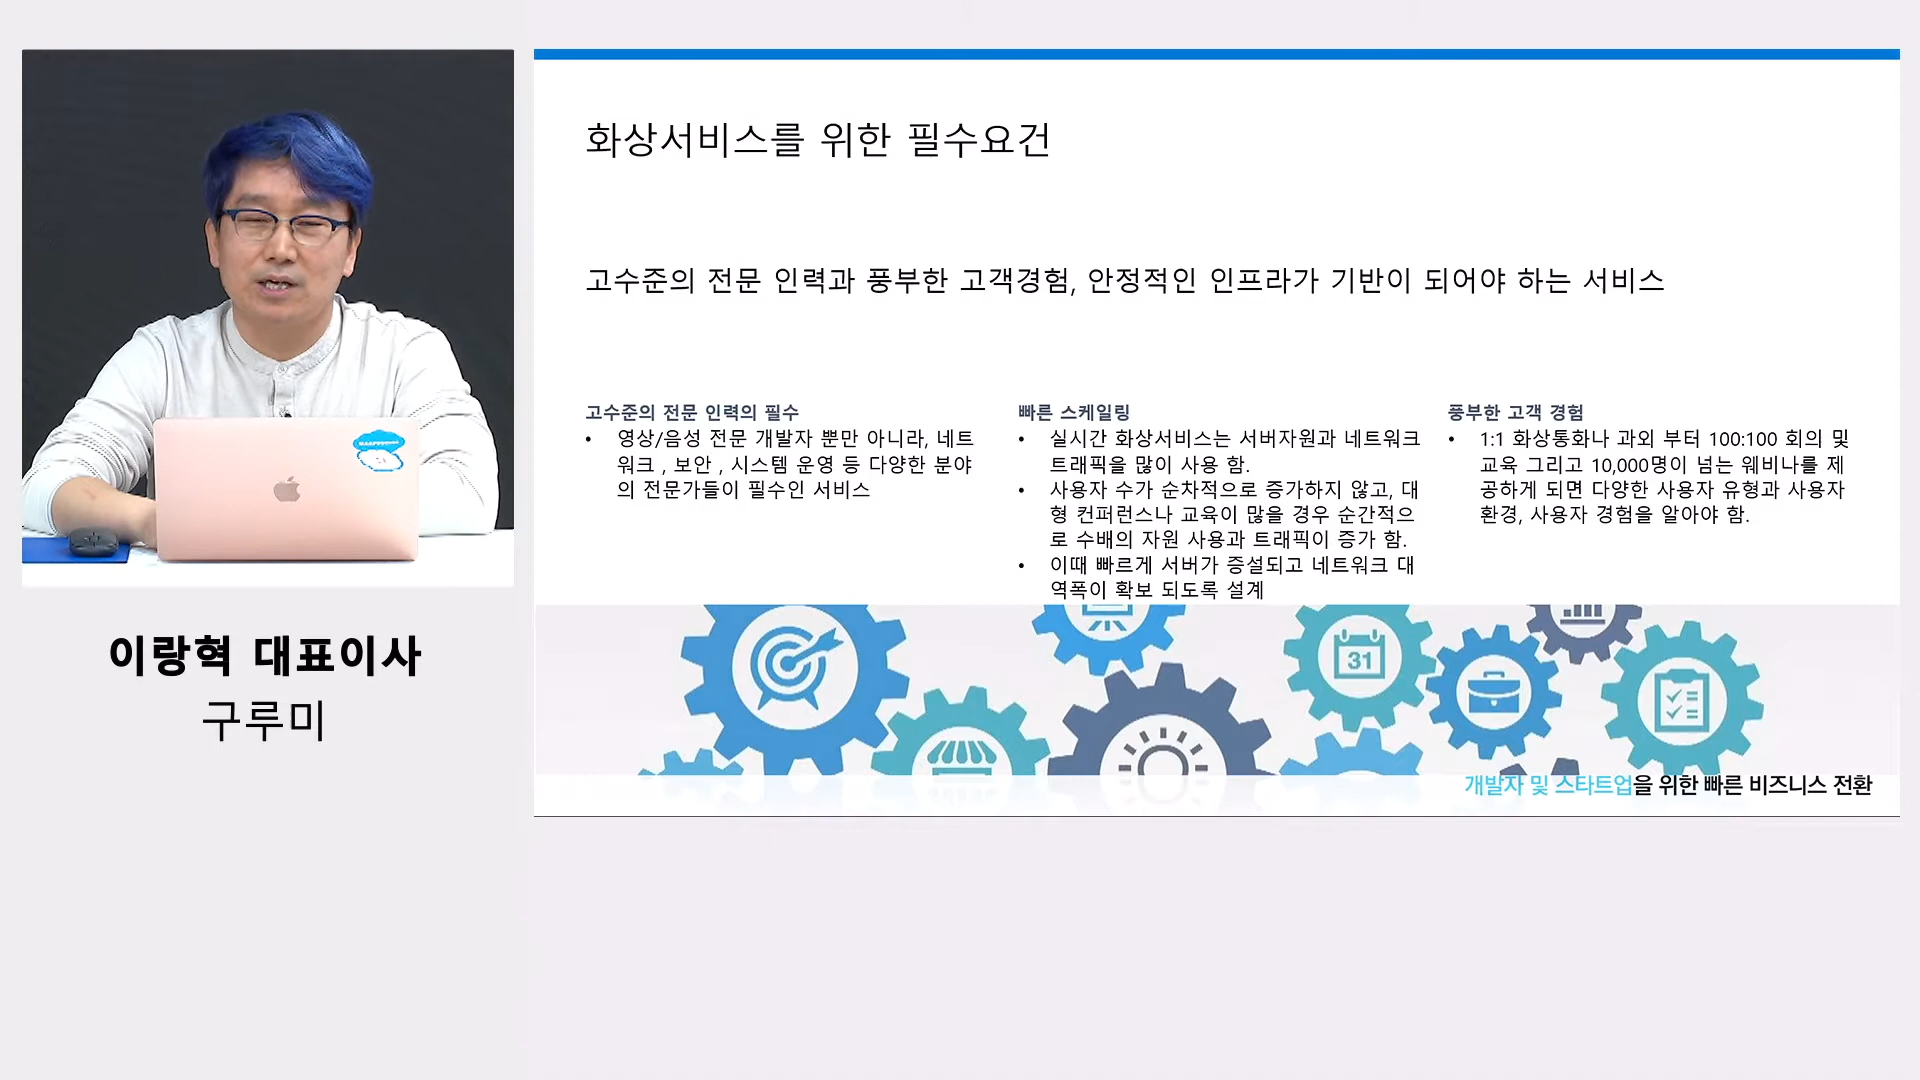 화상서비스를 위한 필수요건
고수준의 전문 인력과 풍부한 고객경험, 안정적인 인프라가 기반이 되어야 하는 서비스
고수준의 전문 인력의 필수
• 영상/음성 전문 개발자 뿐만 아니라, 네트
워크 , 보안 , 시스템 운영 등 다양한 분야
의 전문가들이 필수인 서비스
빠른 스케일링
• 실시간 화상서비스는 서버자원과 네트워크
트래픽을 많이 사용 함.
• 사용자 수가 순차적으로 증가하지 않고, 대
형 컨퍼런스나 교육이 많을 경우 순간적으
로 수배의 자원 사용과 트래픽이 증가 함.
• 이때 빠르게 서버가 증설되고 네트워크 대
역폭이 확보 되도록 설계
풍부한 고객 경험
• 1:1 화상통화나 과외 부터 100:100 회의 및
교육 그리고 10,000명이 넘는 웨비나를 제
공하게 되면 다양한 사용자 유형과 사용자
환경, 사용자 경험을 알아야 함.
31
개발자 및 스타트업을 위한 빠른 비즈니스 전환
이랑혁 대표이사
구루미